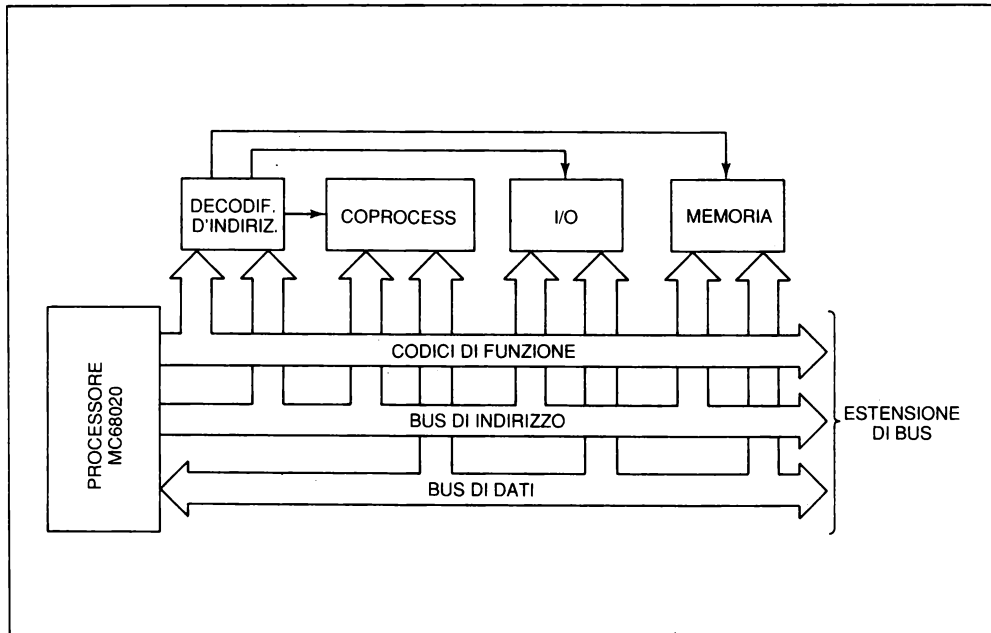 DECODIF.
D'INDIRIZ.
COPROCESS
I/O
MEMORIA
PROCESSORE
MC68020
CODICI DI FUNZIONE
BUS DI INDIRIZZO
BUS DI DATI
ESTENSIONE
DI BUS